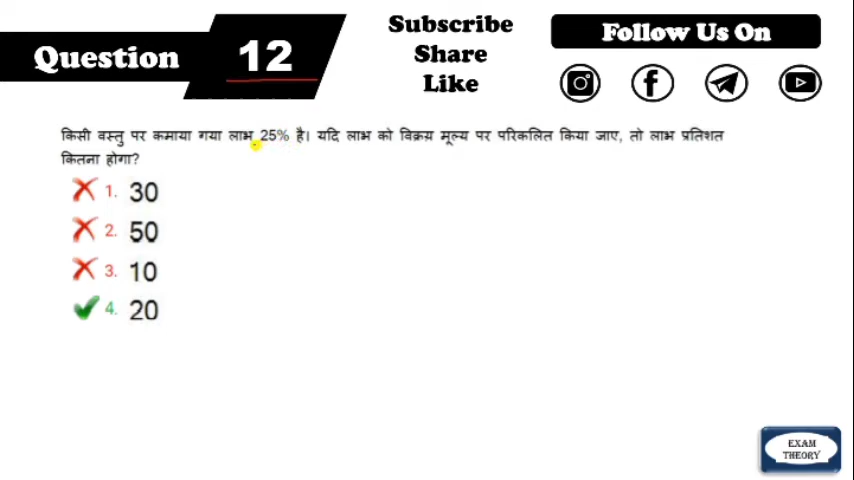 Question
12
Subscribe
Share
Like
Follow Us On
किसी वस्तु पर कमाया गया लाभ 25% है। यदि लाभ को विक्रय मूल्य पर परिकलित किया जाए, तो लाभ प्रतिशत
कितना होगा?
1. 30
2. 50
3. 10
4. 20
EXAM
THEORY